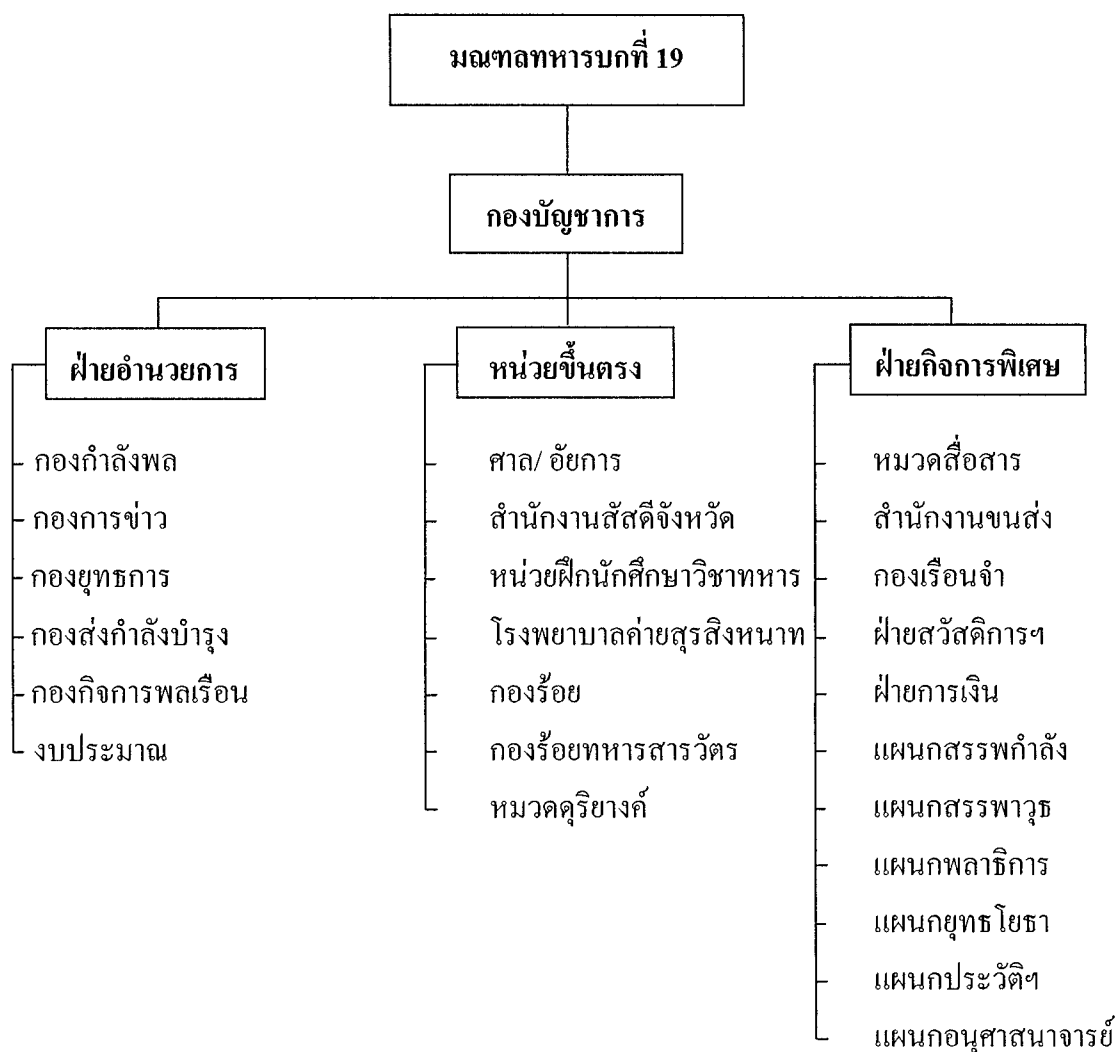 มณฑลทหารบกที่ 19
กองบัญชาการ
ฝ่ายอำนวยการ
- กองกำลังพล
- กองการข่าว
- กองยุทธการ
- กองส่งกำลังบำรุง
- กองกิจการพลเรือน
- งบประมาณ
หน่วยขึ้นตรง
- ศาล/ อัยการ
- สำนักงานสัสดีจังหวัด
- หน่วยฝึกนักศึกษาวิชาทหาร
- โรงพยาบาลค่ายสุรสิงหนาท
- กองร้อย
- กองร้อยทหารสารวัตร
- หมวดดุริยางค์
ฝ่ายกิจการพิเศษ
- หมวดสื่อสาร
- สำนักงานขนส่ง
- กองเรือนจำ
- ฝ่ายสวัสดิการฯ
- ฝ่ายการเงิน
- แผนกสรรพกำลัง
- แผนกสรรพาวุธ
- แผนกพลาธิการ
- แผนกยุทธโยธา
- แผนกประวัติฯ
- แผนกอนุศาสนาจารย์